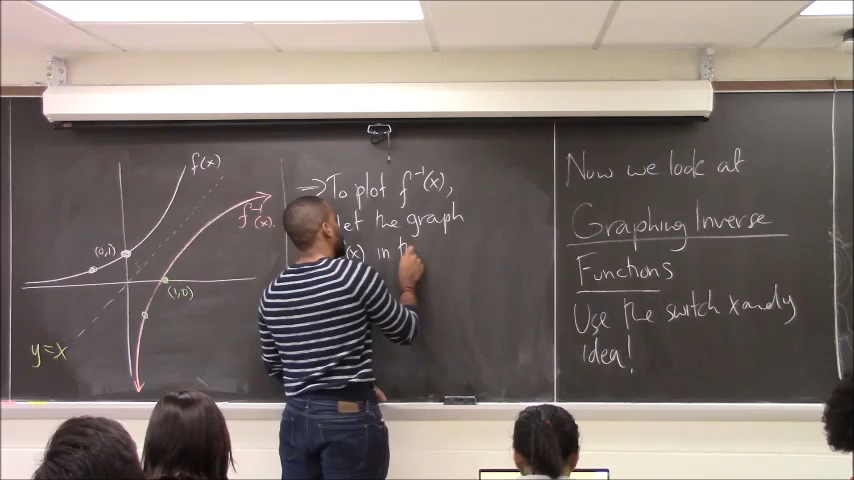 f(x)
f⁻¹(x).
(0,1)
(1,0)
y=x
⇒ To plot f⁻¹(x),
let the graph
(x) in
Now we look at
Graphing Inverse
Functions
Use the switch x and y
idea!